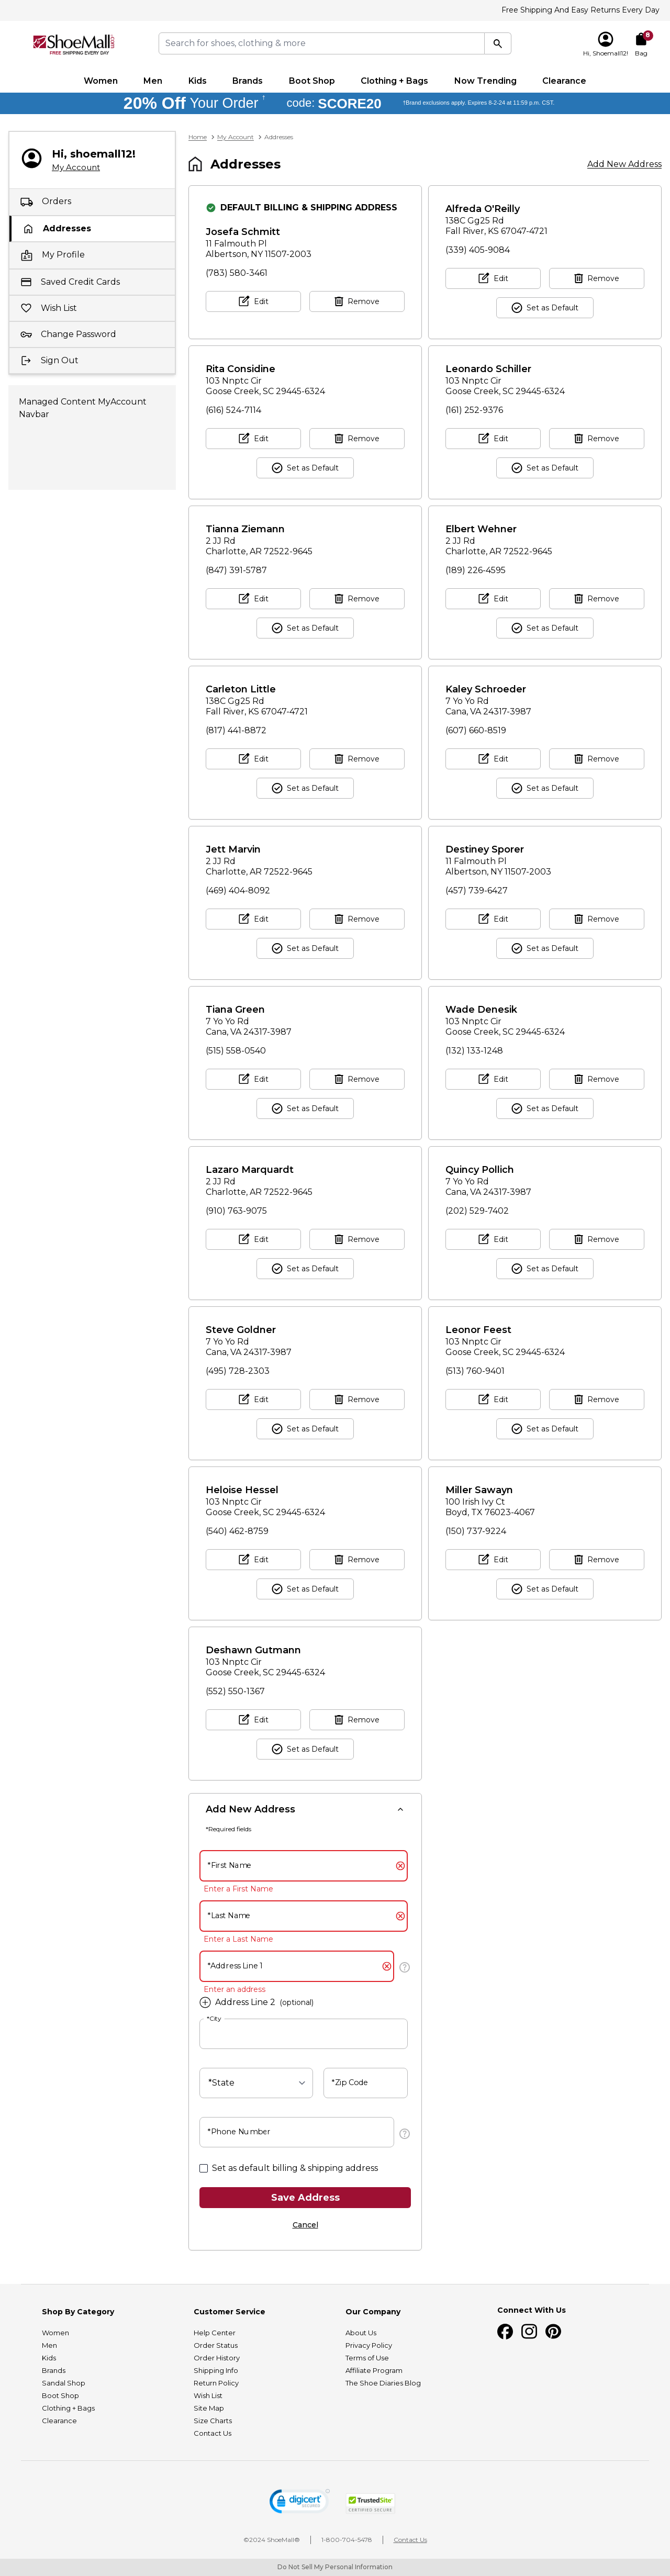 Free Shipping And Easy Returns Every Day
ShoeMall.COM
FREE SHIPPING EVERY DAY
Search for shoes, clothing & more
8
Hi, Shoemall12!
Bag
Women
Men
Kids
Brands
Boot Shop
Clothing + Bags
Now Trending
Clearance
20% Off Your Order † code: SCORE20 †Brand exclusions apply. Expires 8-2-24 at 11:59 p.m. CST.
Hi, shoemall12!
My Account
Orders
Addresses
My Profile
Saved Credit Cards
Wish List
Change Password
Sign Out
Managed Content MyAccount
Navbar
Home > My Account > Addresses
Addresses
Add New Address
DEFAULT BILLING & SHIPPING ADDRESS
Josefa Schmitt
11 Falmouth Pl
Albertson, NY 11507-2003
(783) 580-3461
Edit
Remove
Alfreda O'Reilly
138C Gg25 Rd
Fall River, KS 67047-4721
(339) 405-9084
Edit
Remove
Set as Default
Rita Considine
103 Nnptc Cir
Goose Creek, SC 29445-6324
(616) 524-7114
Edit
Remove
Set as Default
Leonardo Schiller
103 Nnptc Cir
Goose Creek, SC 29445-6324
(161) 252-9376
Edit
Remove
Set as Default
Tianna Ziemann
2 JJ Rd
Charlotte, AR 72522-9645
(847) 391-5787
Edit
Remove
Set as Default
Elbert Wehner
2 JJ Rd
Charlotte, AR 72522-9645
(189) 226-4595
Edit
Remove
Set as Default
Carleton Little
138C Gg25 Rd
Fall River, KS 67047-4721
(817) 441-8872
Edit
Remove
Set as Default
Kaley Schroeder
7 Yo Yo Rd
Cana, VA 24317-3987
(607) 660-8519
Edit
Remove
Set as Default
Jett Marvin
2 JJ Rd
Charlotte, AR 72522-9645
(469) 404-8092
Edit
Remove
Set as Default
Destiney Sporer
11 Falmouth Pl
Albertson, NY 11507-2003
(457) 739-6427
Edit
Remove
Set as Default
Tiana Green
7 Yo Yo Rd
Cana, VA 24317-3987
(515) 558-0540
Edit
Remove
Set as Default
Wade Denesik
103 Nnptc Cir
Goose Creek, SC 29445-6324
(132) 133-1248
Edit
Remove
Set as Default
Lazaro Marquardt
2 JJ Rd
Charlotte, AR 72522-9645
(910) 763-9075
Edit
Remove
Set as Default
Quincy Pollich
7 Yo Yo Rd
Cana, VA 24317-3987
(202) 529-7402
Edit
Remove
Set as Default
Steve Goldner
7 Yo Yo Rd
Cana, VA 24317-3987
(495) 728-2303
Edit
Remove
Set as Default
Leonor Feest
103 Nnptc Cir
Goose Creek, SC 29445-6324
(513) 760-9401
Edit
Remove
Set as Default
Heloise Hessel
103 Nnptc Cir
Goose Creek, SC 29445-6324
(540) 462-8759
Edit
Remove
Set as Default
Miller Sawayn
100 Irish Ivy Ct
Boyd, TX 76023-4067
(150) 737-9224
Edit
Remove
Set as Default
Deshawn Gutmann
103 Nnptc Cir
Goose Creek, SC 29445-6324
(552) 550-1367
Edit
Remove
Set as Default
Add New Address
*Required fields
*First Name
Enter a First Name
*Last Name
Enter a Last Name
*Address Line 1
Enter an address
Address Line 2 (optional)
*City
*State
*Zip Code
*Phone Number
Set as default billing & shipping address
Save Address
Cancel
Shop By Category
Women
Men
Kids
Brands
Sandal Shop
Boot Shop
Clothing + Bags
Clearance
Customer Service
Help Center
Order Status
Order History
Shipping Info
Return Policy
Wish List
Site Map
Size Charts
Contact Us
Our Company
About Us
Privacy Policy
Terms of Use
Affiliate Program
The Shoe Diaries Blog
Connect With Us
digicert
SECURED
TrustedSite
CERTIFIED SECURE
©2024 ShoeMall®
1-800-704-5478
Contact Us
Do Not Sell My Personal Information